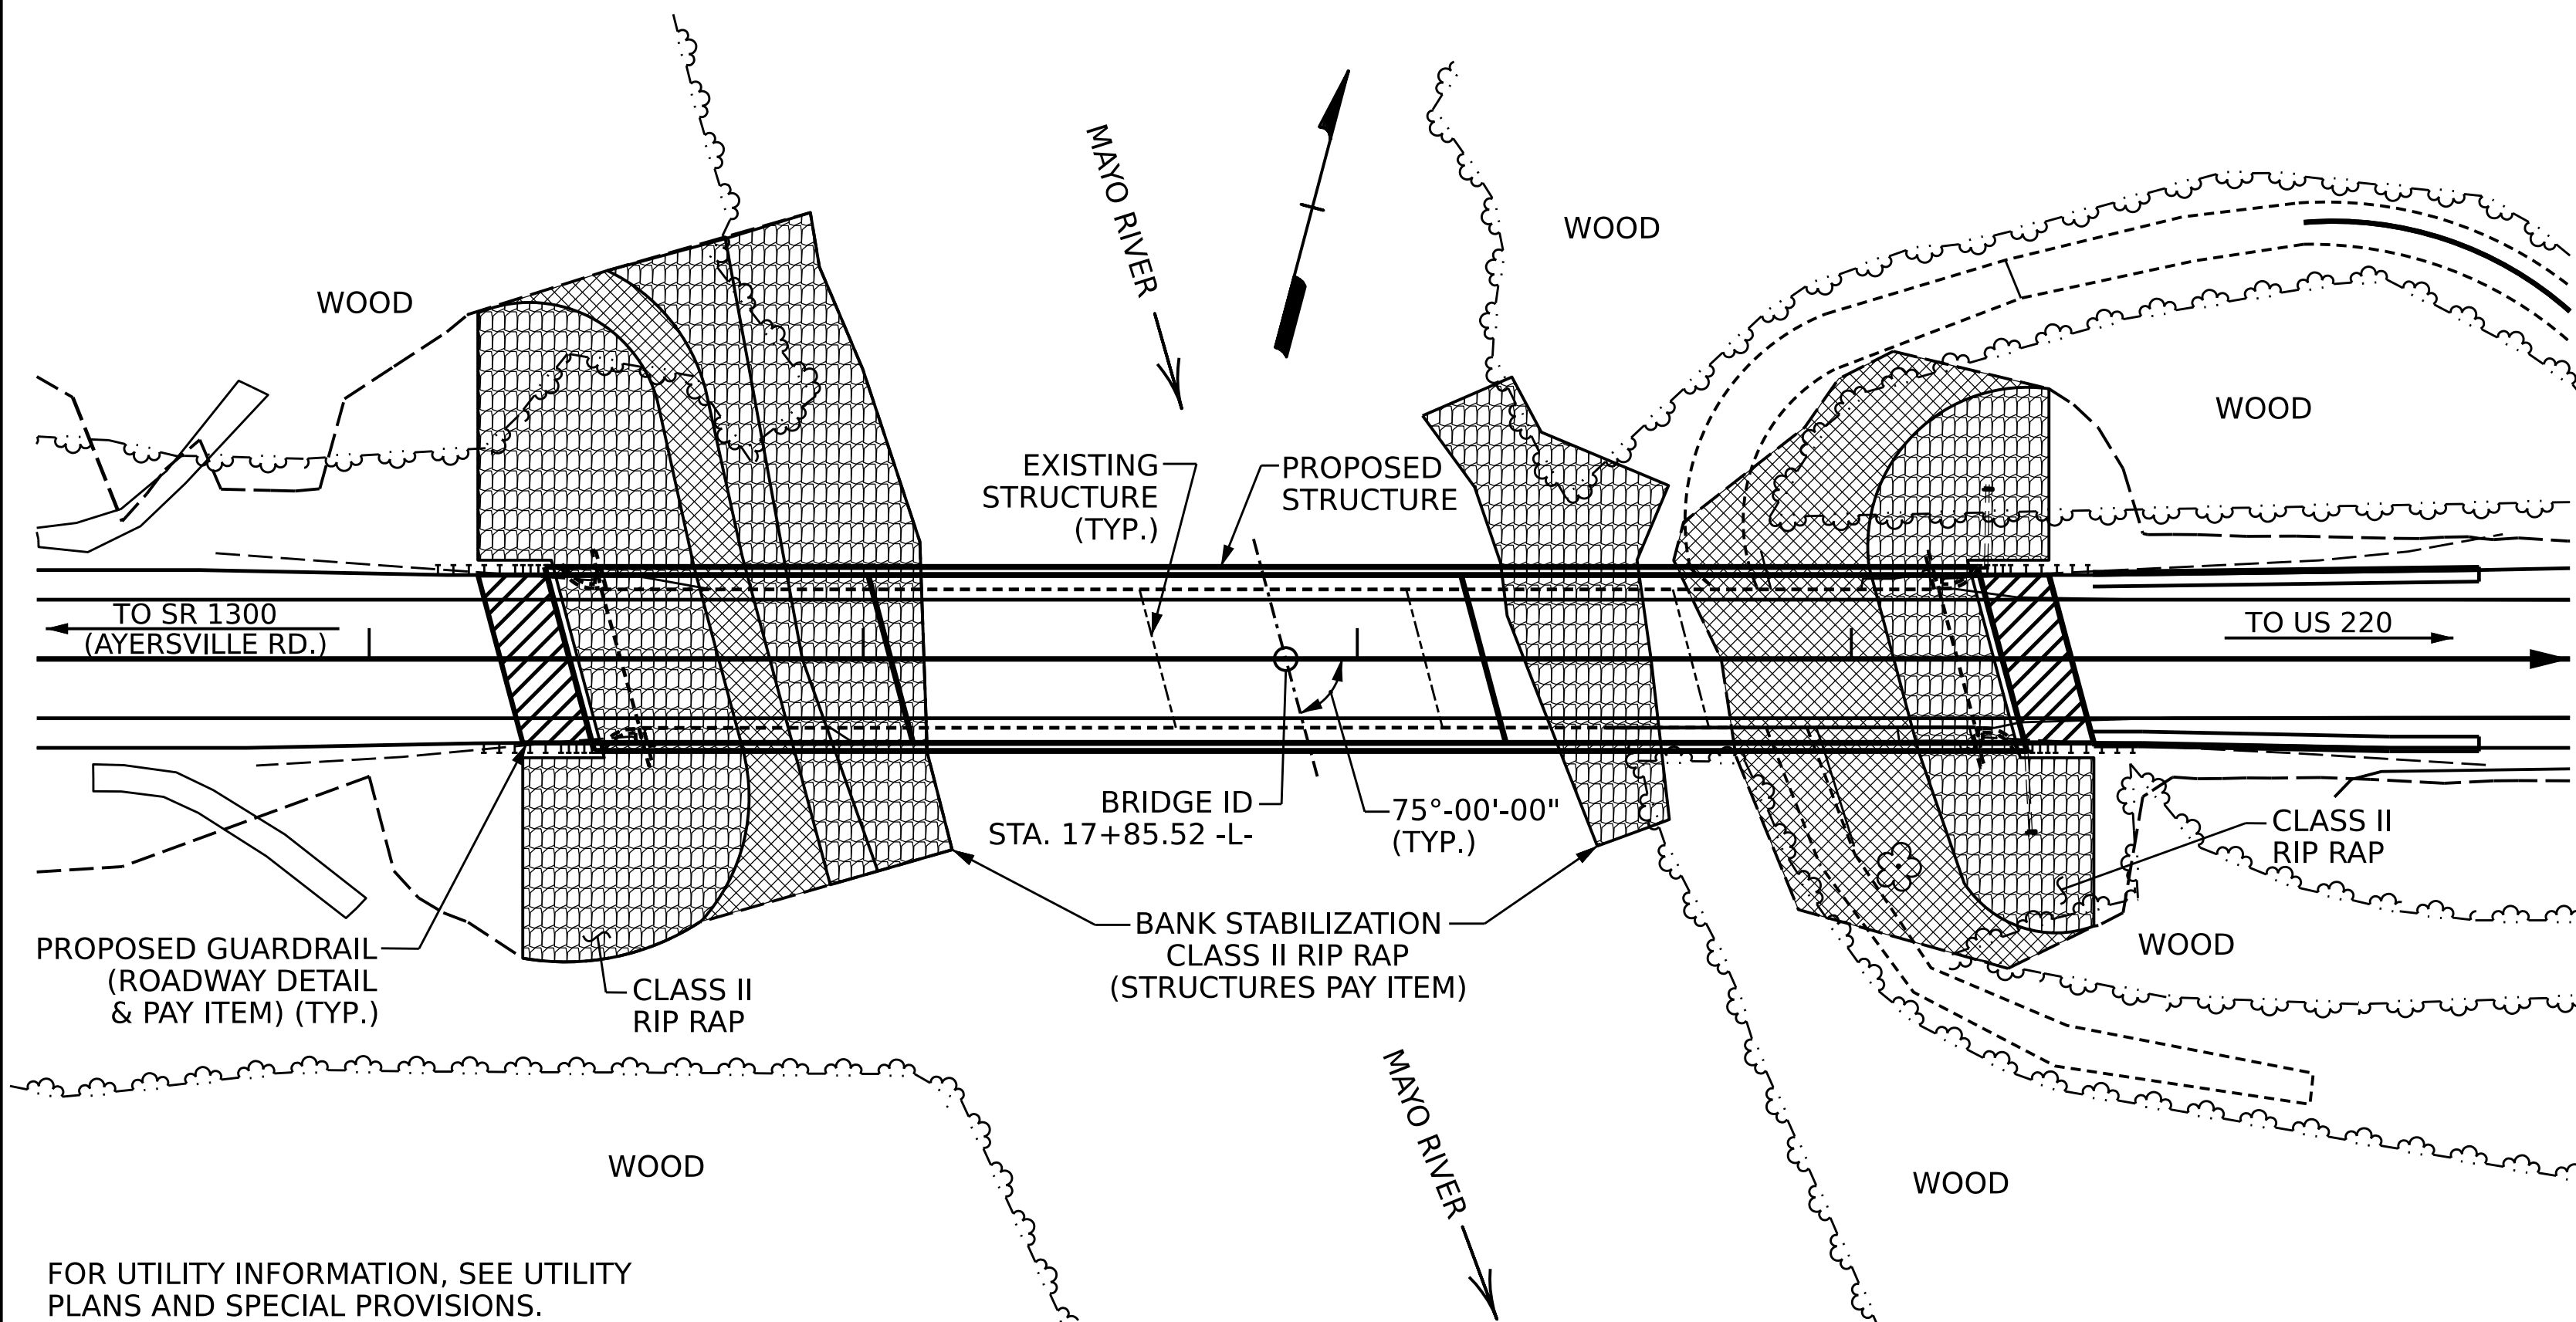 MAYO RIVER
WOOD
WOOD
WOOD
EXISTING
STRUCTURE
(TYP.)
PROPOSED
STRUCTURE
TO SR 1300
(AYERSVILLE RD.)
TO US 220
BRIDGE ID
STA. 17+85.52 -L-
75°-00'-00"
(TYP.)
CLASS II
RIP RAP
BANK STABILIZATION
CLASS II RIP RAP
(STRUCTURES PAY ITEM)
WOOD
PROPOSED GUARDRAIL
(ROADWAY DETAIL
& PAY ITEM) (TYP.)
CLASS II
RIP RAP
MAYO RIVER
WOOD
WOOD
FOR UTILITY INFORMATION, SEE UTILITY
PLANS AND SPECIAL PROVISIONS.